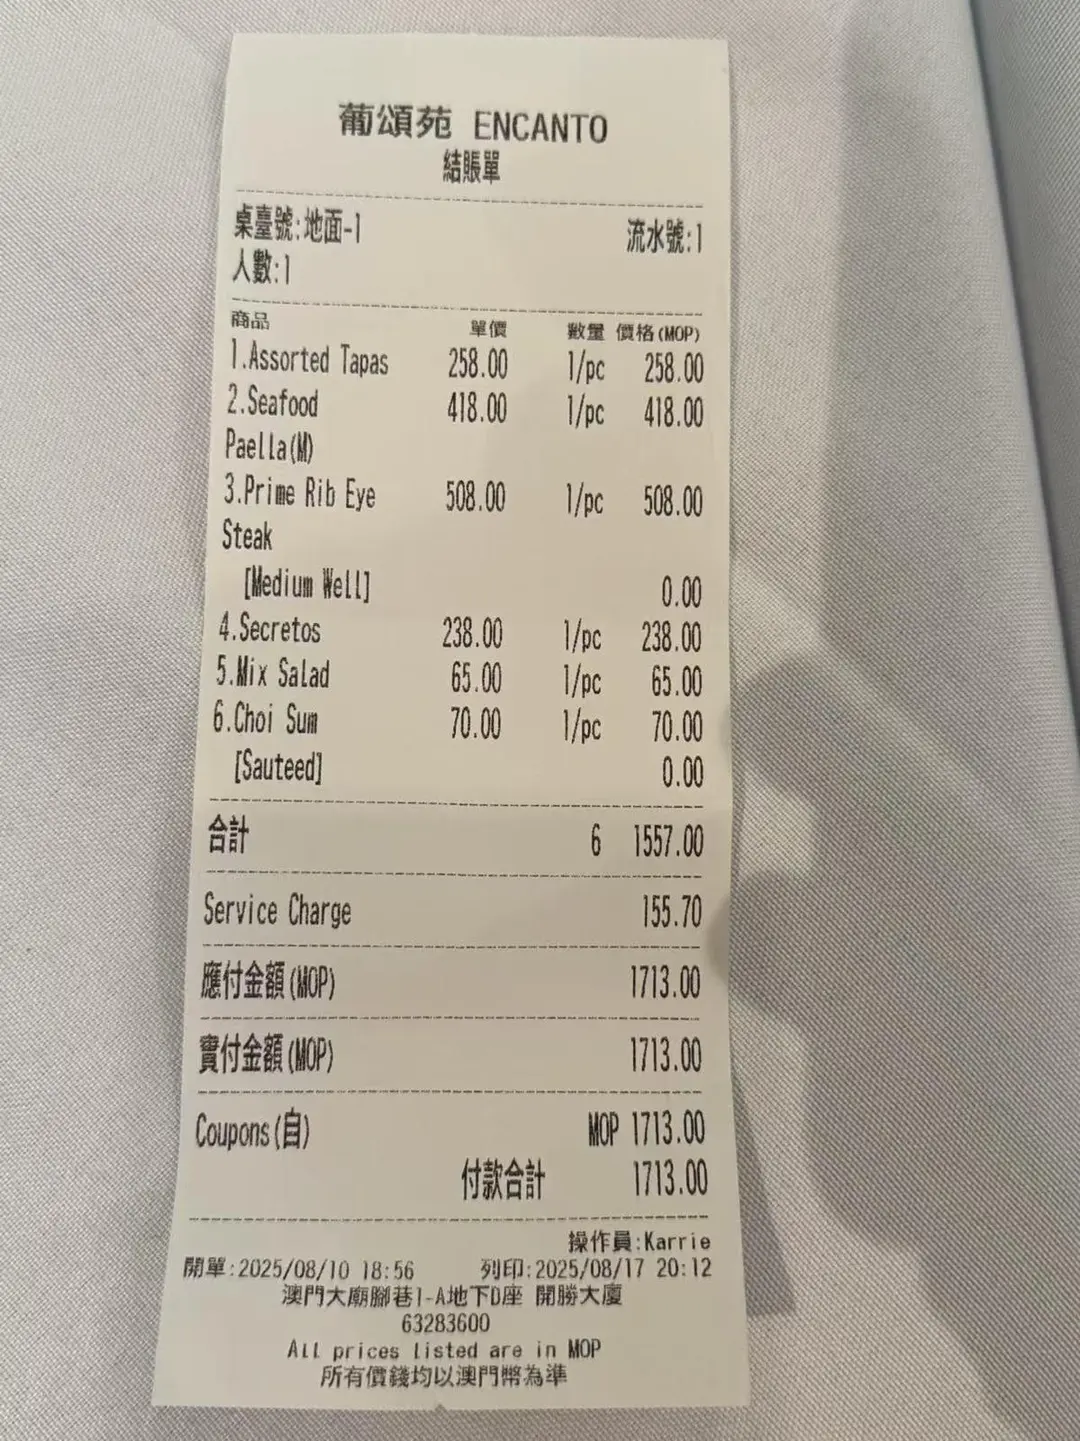 葡頌苑 ENCANTO
結賬單
桌臺號:地面-1 流水號:1
人數:1
商品 單價 數量 價格(MOP)
1.Assorted Tapas 258.00 1/pc 258.00
2.Seafood 418.00 1/pc 418.00
Paella(M)
3.Prime Rib Eye 508.00 1/pc 508.00
Steak
[Medium Well] 0.00
4.Secretos 238.00 1/pc 238.00
5.Mix Salad 65.00 1/pc 65.00
6.Choi Sum 70.00 1/pc 70.00
[Sauteed] 0.00
合計 6 1557.00
Service Charge 155.70
應付金額(MOP) 1713.00
實付金額(MOP) 1713.00
Coupons(自) MOP 1713.00
付款合計 1713.00
操作員:Karrie
開單:2025/08/10 18:56 列印:2025/08/17 20:12
澳門大廟腳巷1-A地下D座 開勝大廈
63283600
All prices listed are in MOP
所有價錢均以澳門幣為準